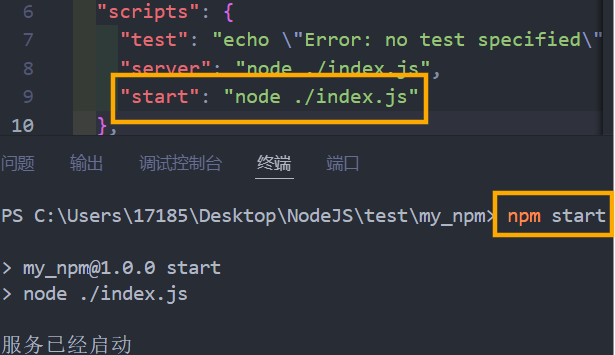 6 "scripts": {
7 "test": "echo \"Error: no test specified\"
8 "server": "node ./index.js",
9 "start": "node ./index.js"
10 },
问题 输出 调试控制台 终端 端口
PS C:\Users\17185\Desktop\NodeJS\test\my_npm> npm start
> my_npm@1.0.0 start
> node ./index.js
服务已经启动